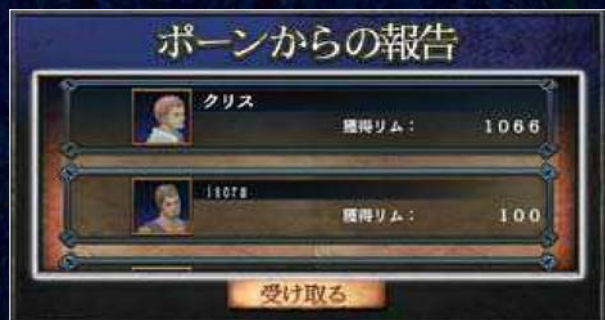 ポーンからの報告
クリス
獲得リム： 1066
isora
獲得リム： 100
受け取る